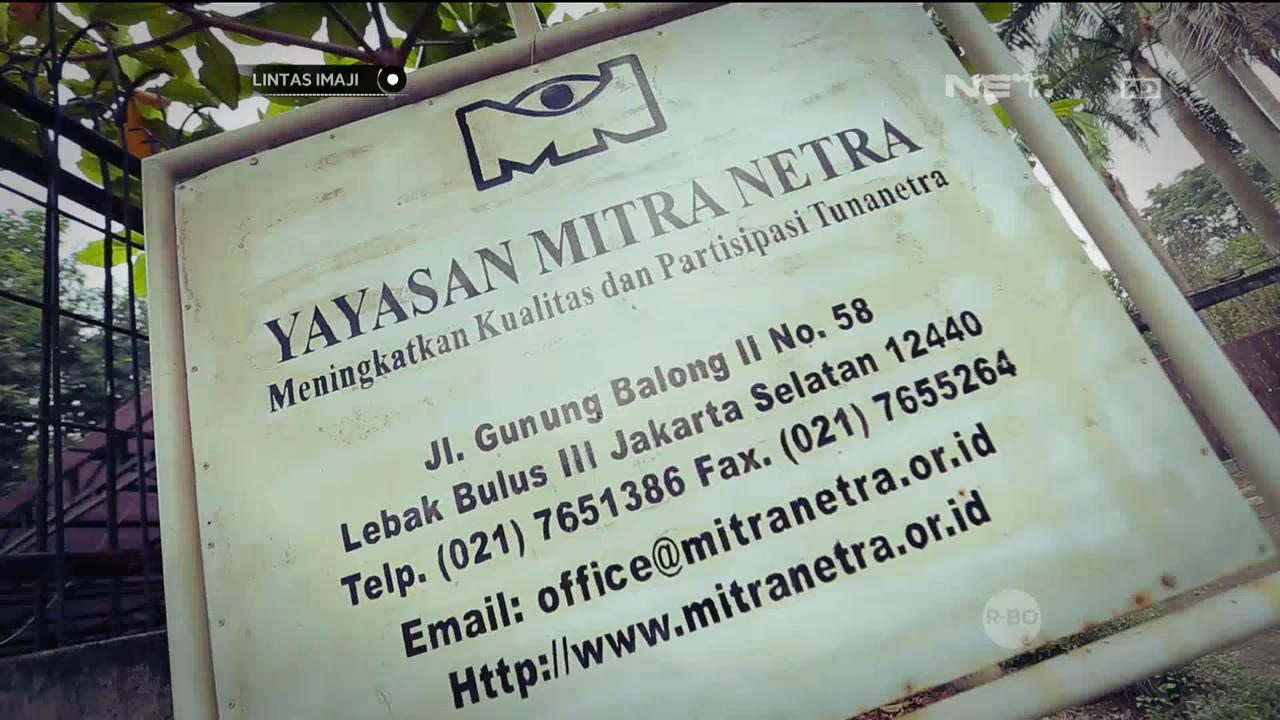 LINTAS IMAJI
NET.
HD
YAYASAN MITRA NETRA
Meningkatkan Kualitas dan Partisipasi Tunanetra
Jl. Gunung Balong II No. 58
Lebak Bulus III Jakarta Selatan 12440
Telp. (021) 7651386 Fax. (021) 7655264
Email: office@mitranetra.or.id
Http://www.mitranetra.or.id
R-BO